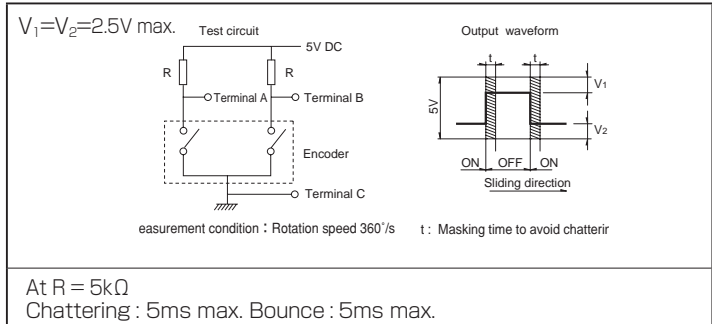 V₁=V₂=2.5V max.
Test circuit
Output waveform
5V DC
R
R
Terminal A
Terminal B
Encoder
Terminal C
t
t
5V
V1
V2
ON OFF ON
Sliding direction
easurement condition : Rotation speed 360˚/s
t : Masking time to avoid chatterir
At R = 5kΩ
Chattering : 5ms max. Bounce : 5ms max.